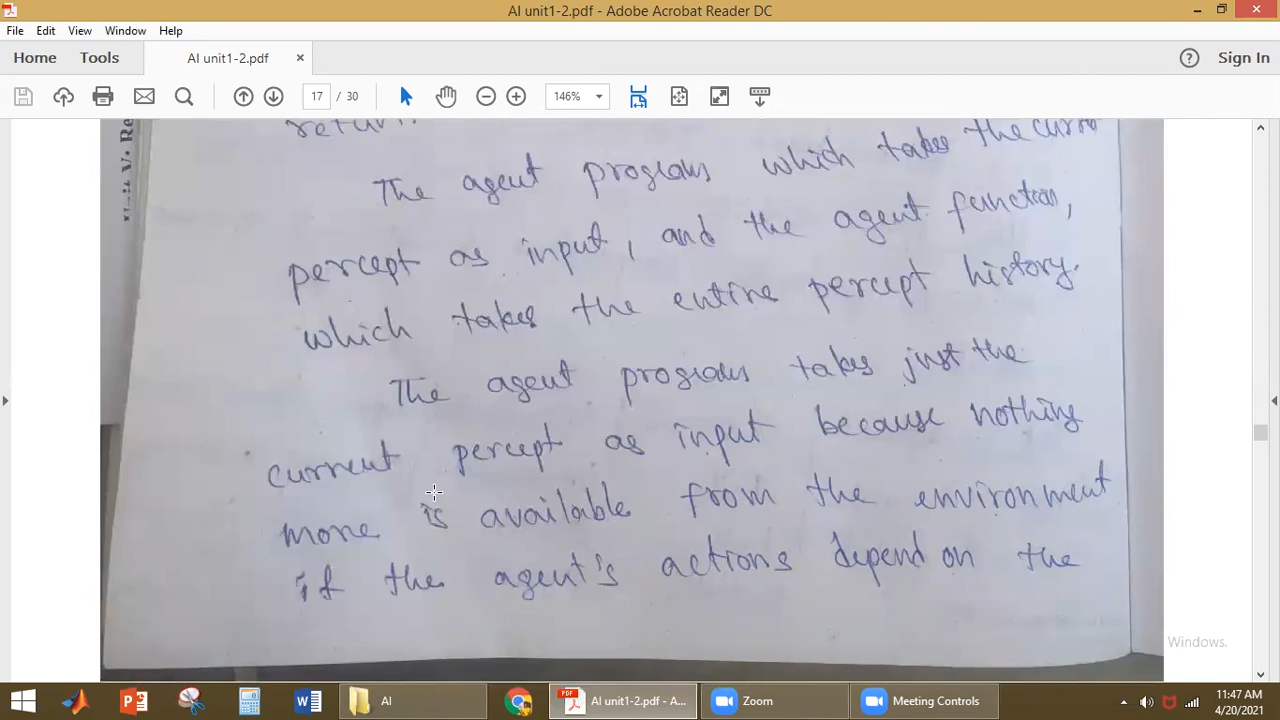 AI unit1-2.pdf - Adobe Acrobat Reader DC
File Edit View Window Help
Home Tools AI unit1-2.pdf × Sign In
17 / 30 146%
return.
The agent program which takes the curre
percept as input, and the agent function,
which takes the entire percept history.
The agent program takes just the
current percept as input because nothing
more is available from the environment
if the agent's actions depend on the
Windows.
AI AI unit1-2.pdf - A... Zoom Meeting Controls
11:47 AM
4/20/2021